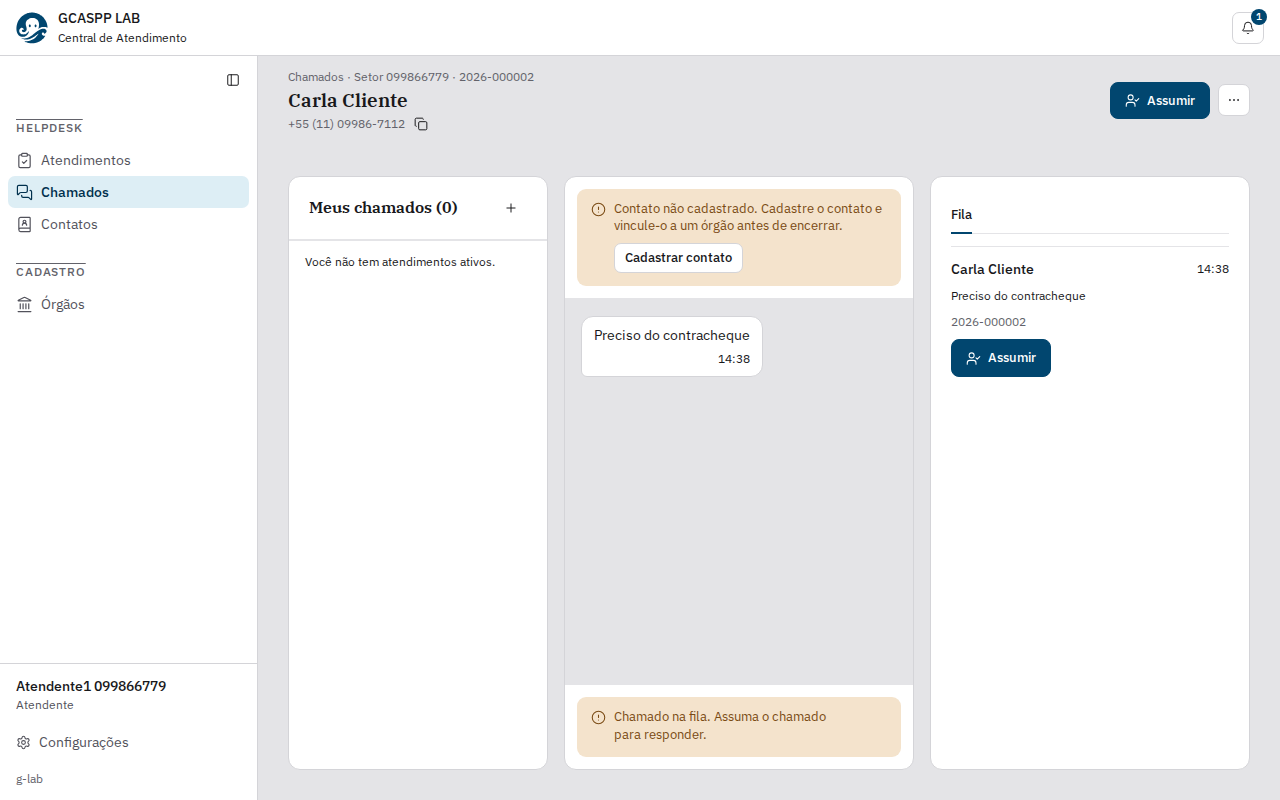 GCASPP LAB
Central de Atendimento
1
HELPDESK
Atendimentos
Chamados
Contatos
CADASTRO
Órgãos
Atendente1 099866779
Atendente
Configurações
g-lab
Chamados · Setor 099866779 · 2026-000002
Carla Cliente
+55 (11) 09986-7112
Assumir
Meus chamados (0)
Você não tem atendimentos ativos.
Contato não cadastrado. Cadastre o contato e
vincule-o a um órgão antes de encerrar.
Cadastrar contato
Preciso do contracheque
14:38
Chamado na fila. Assuma o chamado
para responder.
Fila
Carla Cliente 14:38
Preciso do contracheque
2026-000002
Assumir